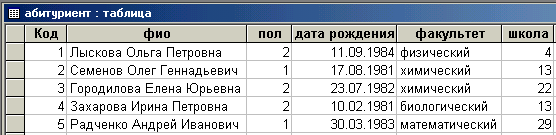 абитуриент : таблица
Код фио пол дата рождения факультет школа
1 Лыскова Ольга Петровна 2 11.09.1984 физический 4
2 Семенов Олег Геннадьевич 1 17.08.1981 химический 13
3 Городилова Елена Юрьевна 2 23.07.1982 химический 22
4 Захарова Ирина Петровна 2 10.02.1981 биологический 13
5 Радченко Андрей Иванович 1 30.03.1983 математический 29